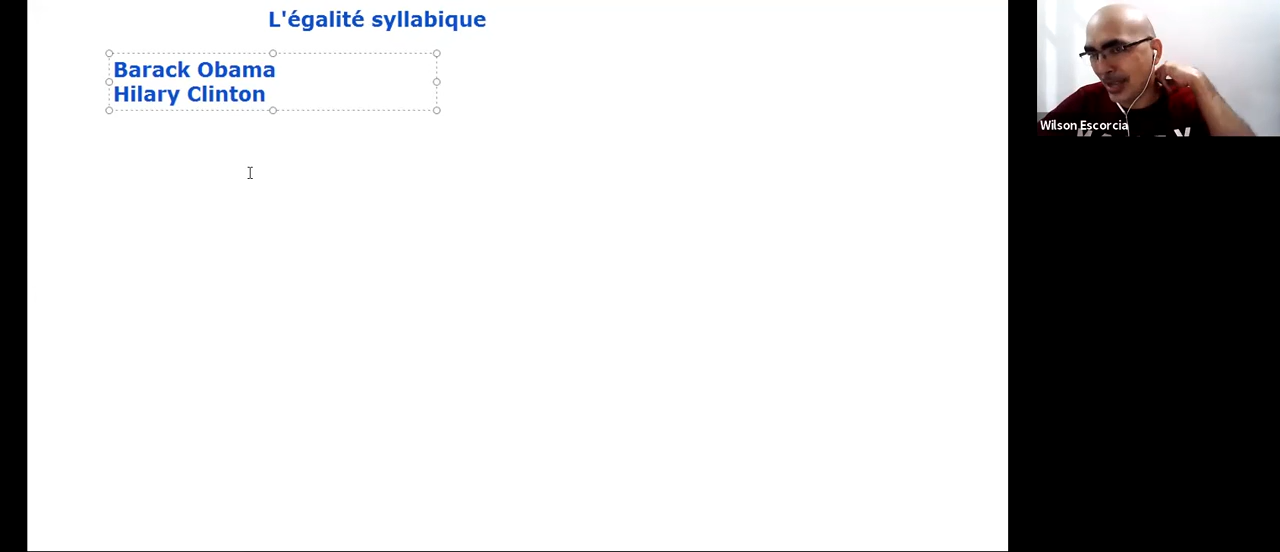 L'égalité syllabique
Barack Obama
Hilary Clinton
Wilson Escorcia